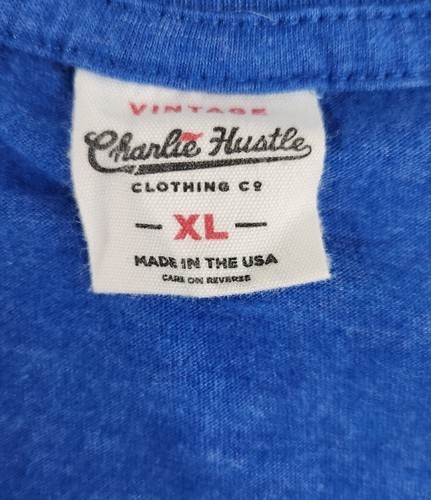 VINTAGE
Charlie Hustle
CLOTHING CO
— XL —
MADE IN THE USA
CARE ON REVERSE